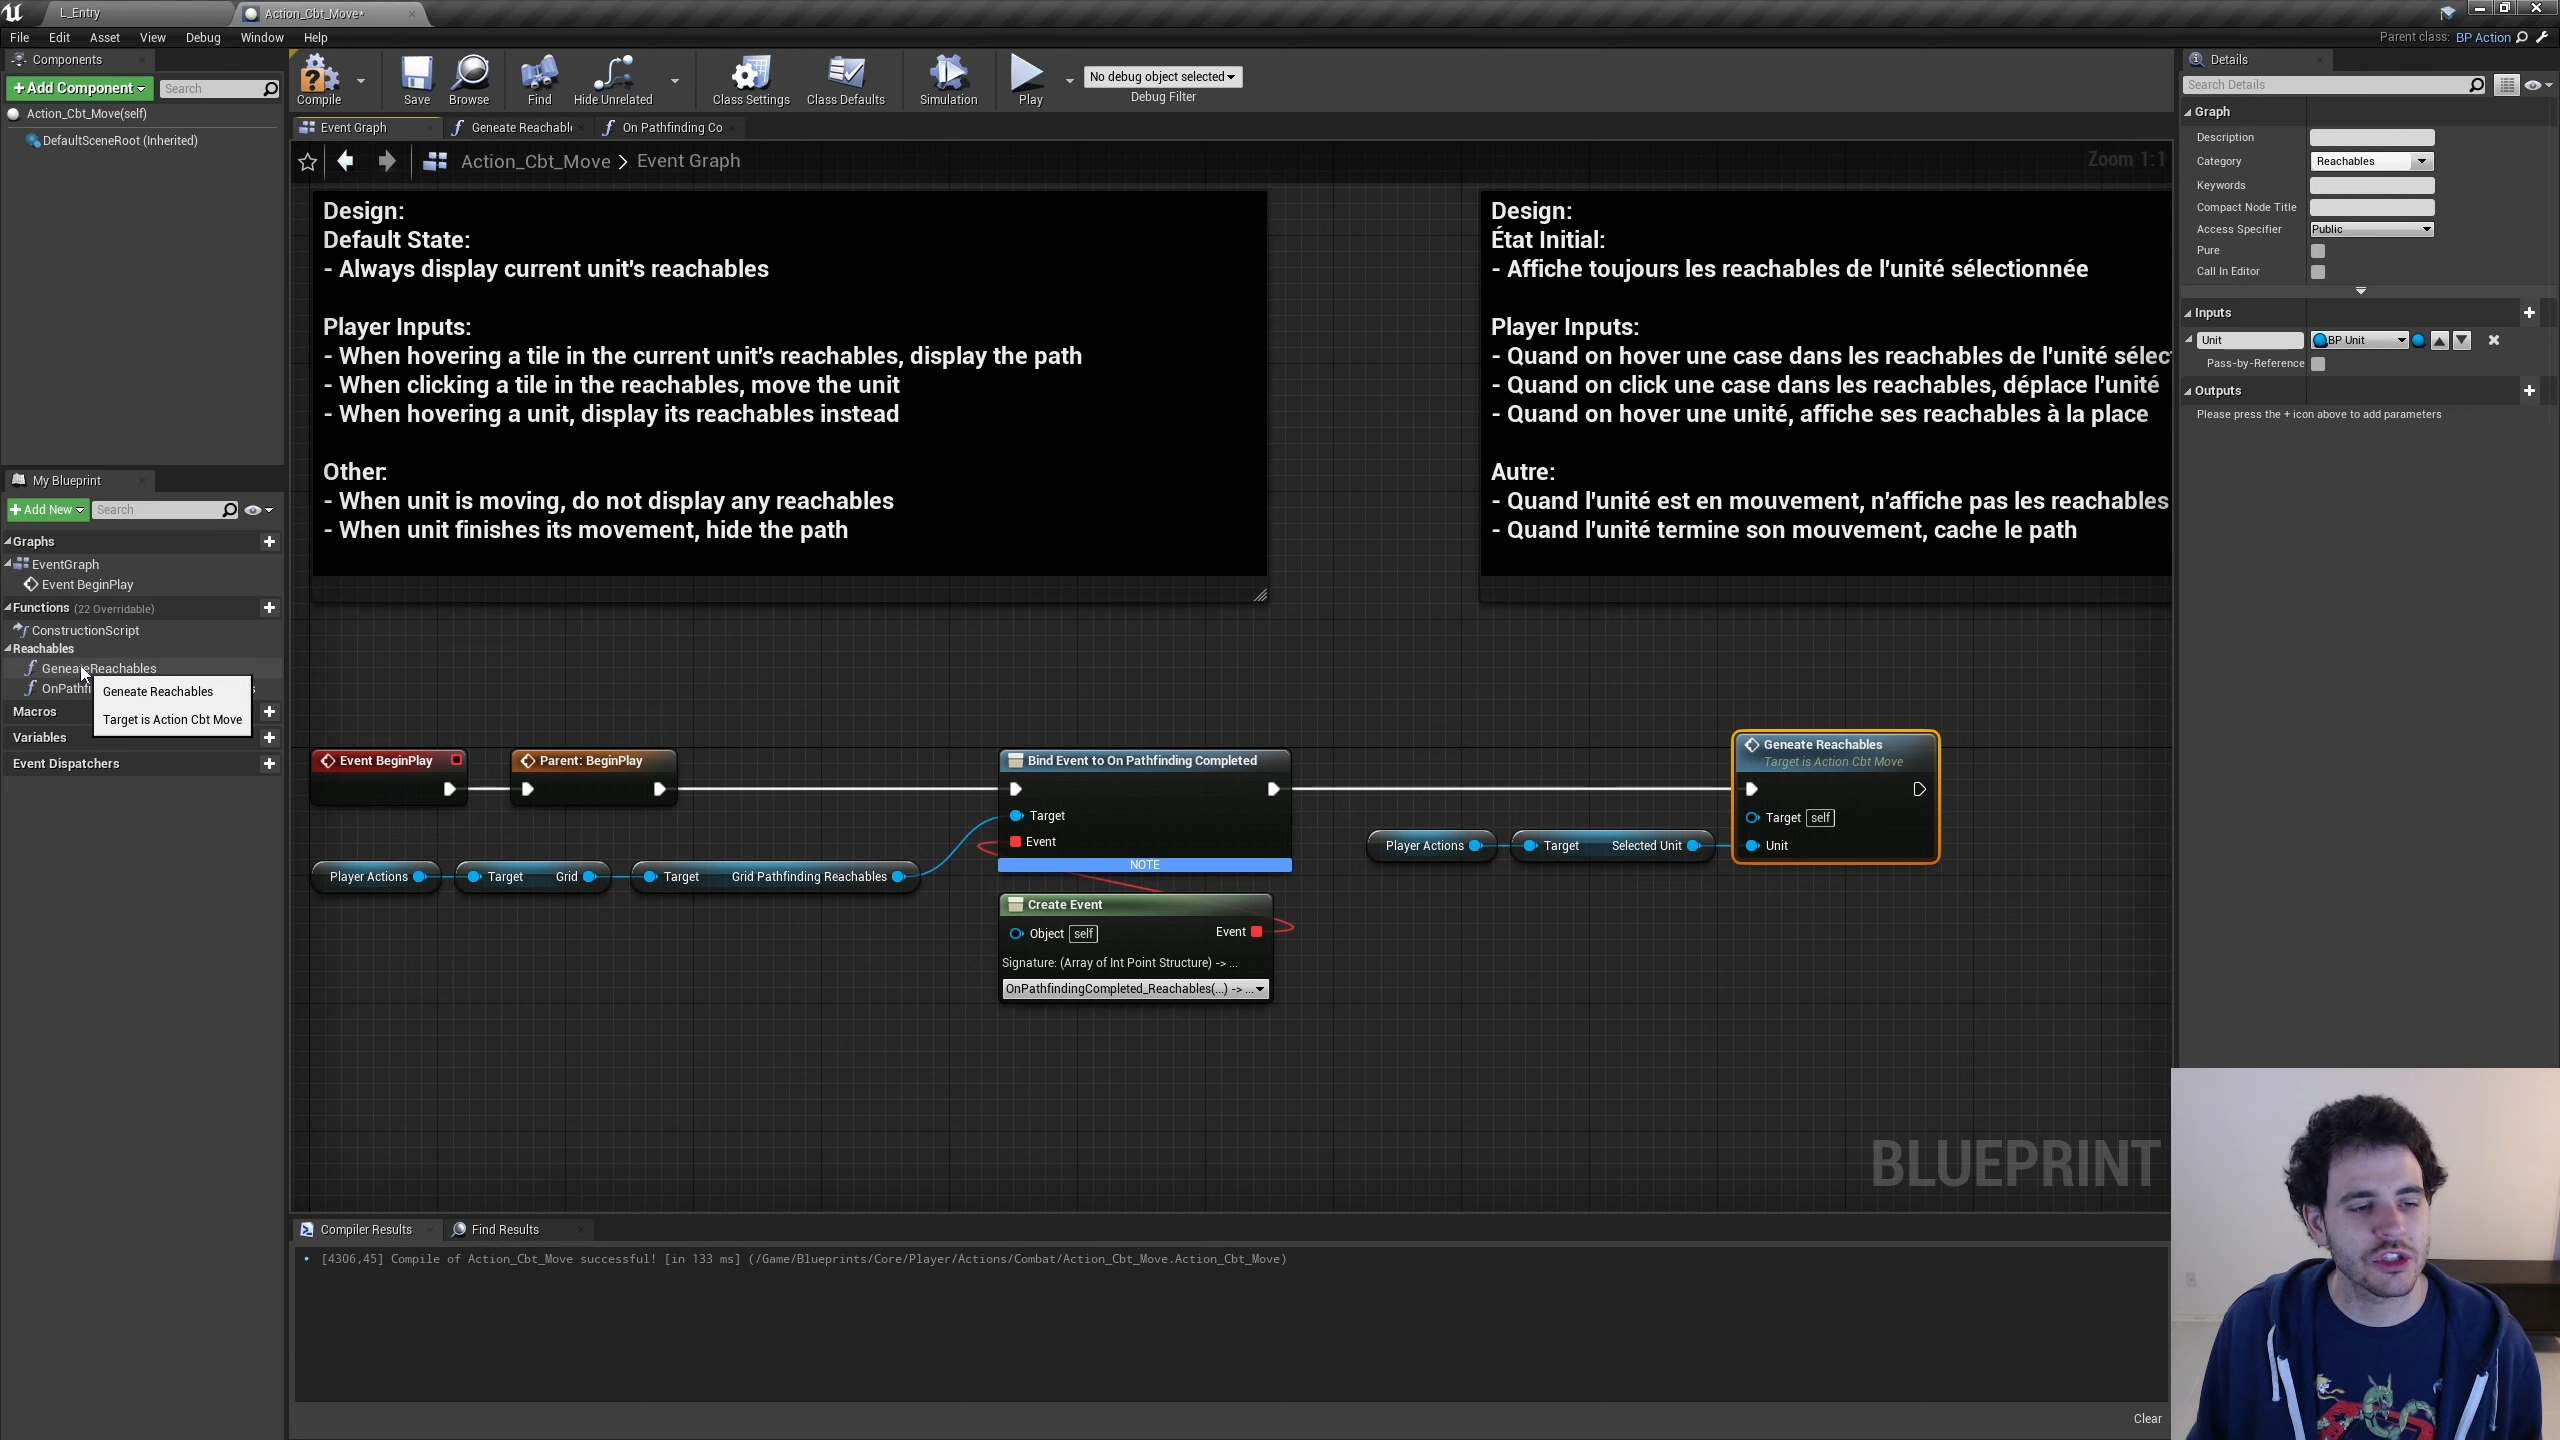 L_Entry
Action_Cbt_Move*
File Edit Asset View Debug Window Help
Parent class: BP Action
Components
+Add Component
Search
Action_Cbt_Move(self)
DefaultSceneRoot (Inherited)
Compile
Save
Browse
Find
Hide Unrelated
Class Settings
Class Defaults
Simulation
Play
No debug object selected
Debug Filter
Event Graph
Geneate Reachabl
On Pathfinding Co
Action_Cbt_Move > Event Graph
Zoom 1:1
Design:
Default State:
- Always display current unit's reachables
Player Inputs:
- When hovering a tile in the current unit's reachables, display the path
- When clicking a tile in the reachables, move the unit
- When hovering a unit, display its reachables instead
Other:
- When unit is moving, do not display any reachables
- When unit finishes its movement, hide the path
Design:
État Initial:
- Affiche toujours les reachables de l'unité sélectionnée
Player Inputs:
- Quand on hover une case dans les reachables de l'unité sélec
- Quand on click une case dans les reachables, déplace l'unité
- Quand on hover une unité, affiche ses reachables à la place
Autre:
- Quand l'unité est en mouvement, n'affiche pas les reachables
- Quand l'unité termine son mouvement, cache le path
My Blueprint
+Add New
Search
Graphs
EventGraph
Event BeginPlay
Functions (22 Overridable)
ConstructionScript
Reachables
GeneateReachables
OnPathfi
Geneate Reachables
Target is Action Cbt Move
Macros
Variables
Event Dispatchers
Event BeginPlay
Parent: BeginPlay
Bind Event to On Pathfinding Completed
Target
Event
NOTE
Player Actions
Target Grid
Target Grid Pathfinding Reachables
Create Event
Object self
Event
Signature: (Array of Int Point Structure) -> ...
OnPathfindingCompleted_Reachables(...) -> ...
Player Actions
Target Selected Unit
Geneate Reachables
Target is Action Cbt Move
Target self
Unit
BLUEPRINT
Compiler Results
Find Results
[4306,45] Compile of Action_Cbt_Move successful! [in 133 ms] (/Game/Blueprints/Core/Player/Actions/Combat/Action_Cbt_Move.Action_Cbt_Move)
Clear
Details
Search Details
Graph
Description
Category Reachables
Keywords
Compact Node Title
Access Specifier Public
Pure
Call In Editor
Inputs
Unit BP Unit
Pass-by-Reference
Outputs
Please press the + icon above to add parameters